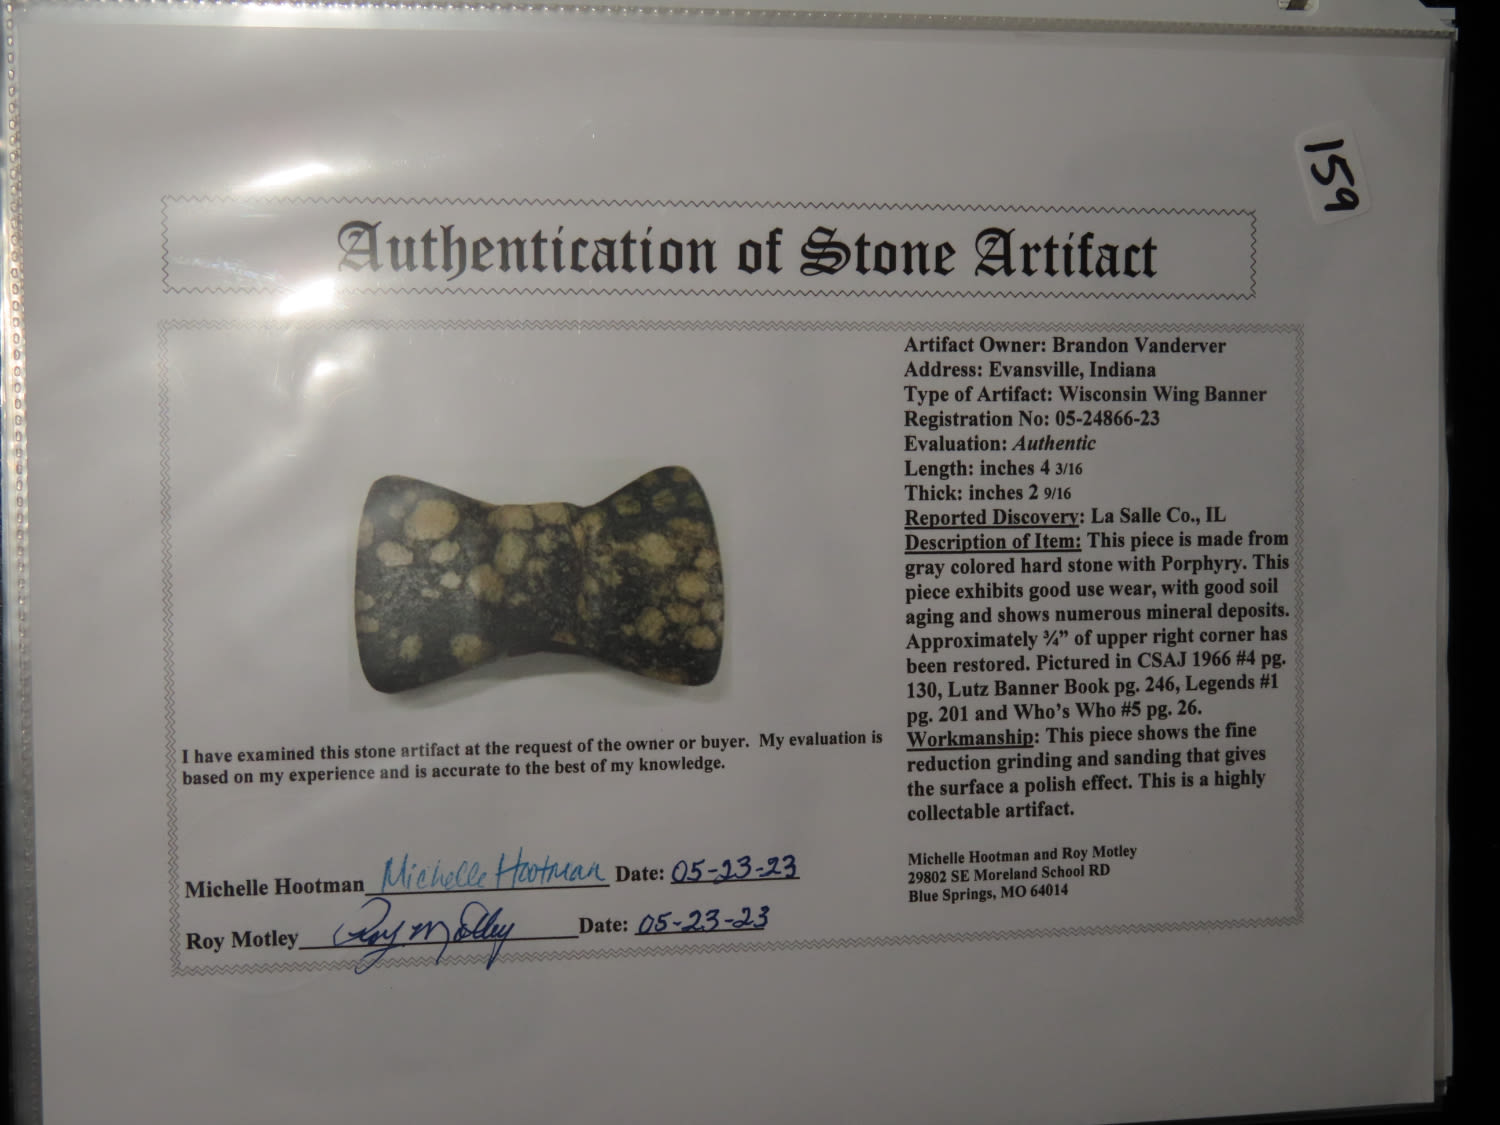 159
Authentication of Stone Artifact
Artifact Owner: Brandon Vanderver
Address: Evansville, Indiana
Type of Artifact: Wisconsin Wing Banner
Registration No: 05-24866-23
Evaluation: Authentic
Length: inches 4 3/16
Thick: inches 2 9/16
Reported Discovery: La Salle Co., IL
Description of Item: This piece is made from
gray colored hard stone with Porphyry. This
piece exhibits good use wear, with good soil
aging and shows numerous mineral deposits.
Approximately ¾” of upper right corner has
been restored. Pictured in CSAJ 1966 #4 pg.
130, Lutz Banner Book pg. 246, Legends #1
pg. 201 and Who’s Who #5 pg. 26.
Workmanship: This piece shows the fine
reduction grinding and sanding that gives
the surface a polish effect. This is a highly
collectable artifact.
I have examined this stone artifact at the request of the owner or buyer. My evaluation is
based on my experience and is accurate to the best of my knowledge.
Michelle Hootman Michelle Hootman Date: 05-23-23
Roy Motley Roy Motley Date: 05-23-23
Michelle Hootman and Roy Motley
29802 SE Moreland School RD
Blue Springs, MO 64014